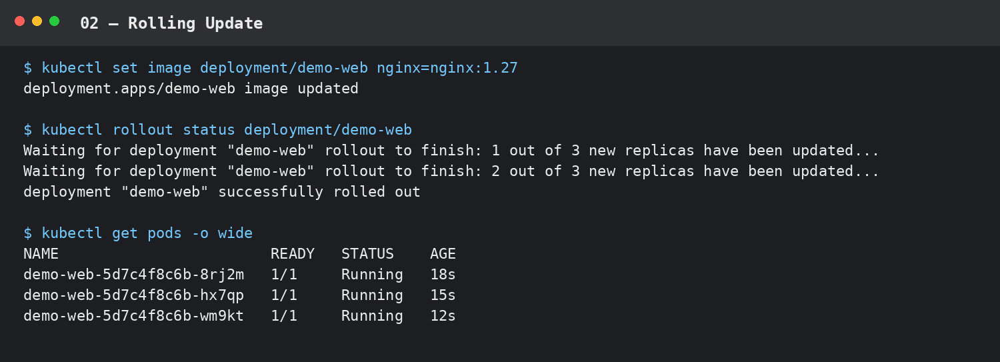 02 — Rolling Update
$ kubectl set image deployment/demo-web nginx=nginx:1.27
deployment.apps/demo-web image updated
$ kubectl rollout status deployment/demo-web
Waiting for deployment "demo-web" rollout to finish: 1 out of 3 new replicas have been updated...
Waiting for deployment "demo-web" rollout to finish: 2 out of 3 new replicas have been updated...
deployment "demo-web" successfully rolled out
$ kubectl get pods -o wide
NAME                        READY   STATUS    AGE
demo-web-5d7c4f8c6b-8rj2m   1/1     Running   18s
demo-web-5d7c4f8c6b-hx7qp   1/1     Running   15s
demo-web-5d7c4f8c6b-wm9kt   1/1     Running   12s